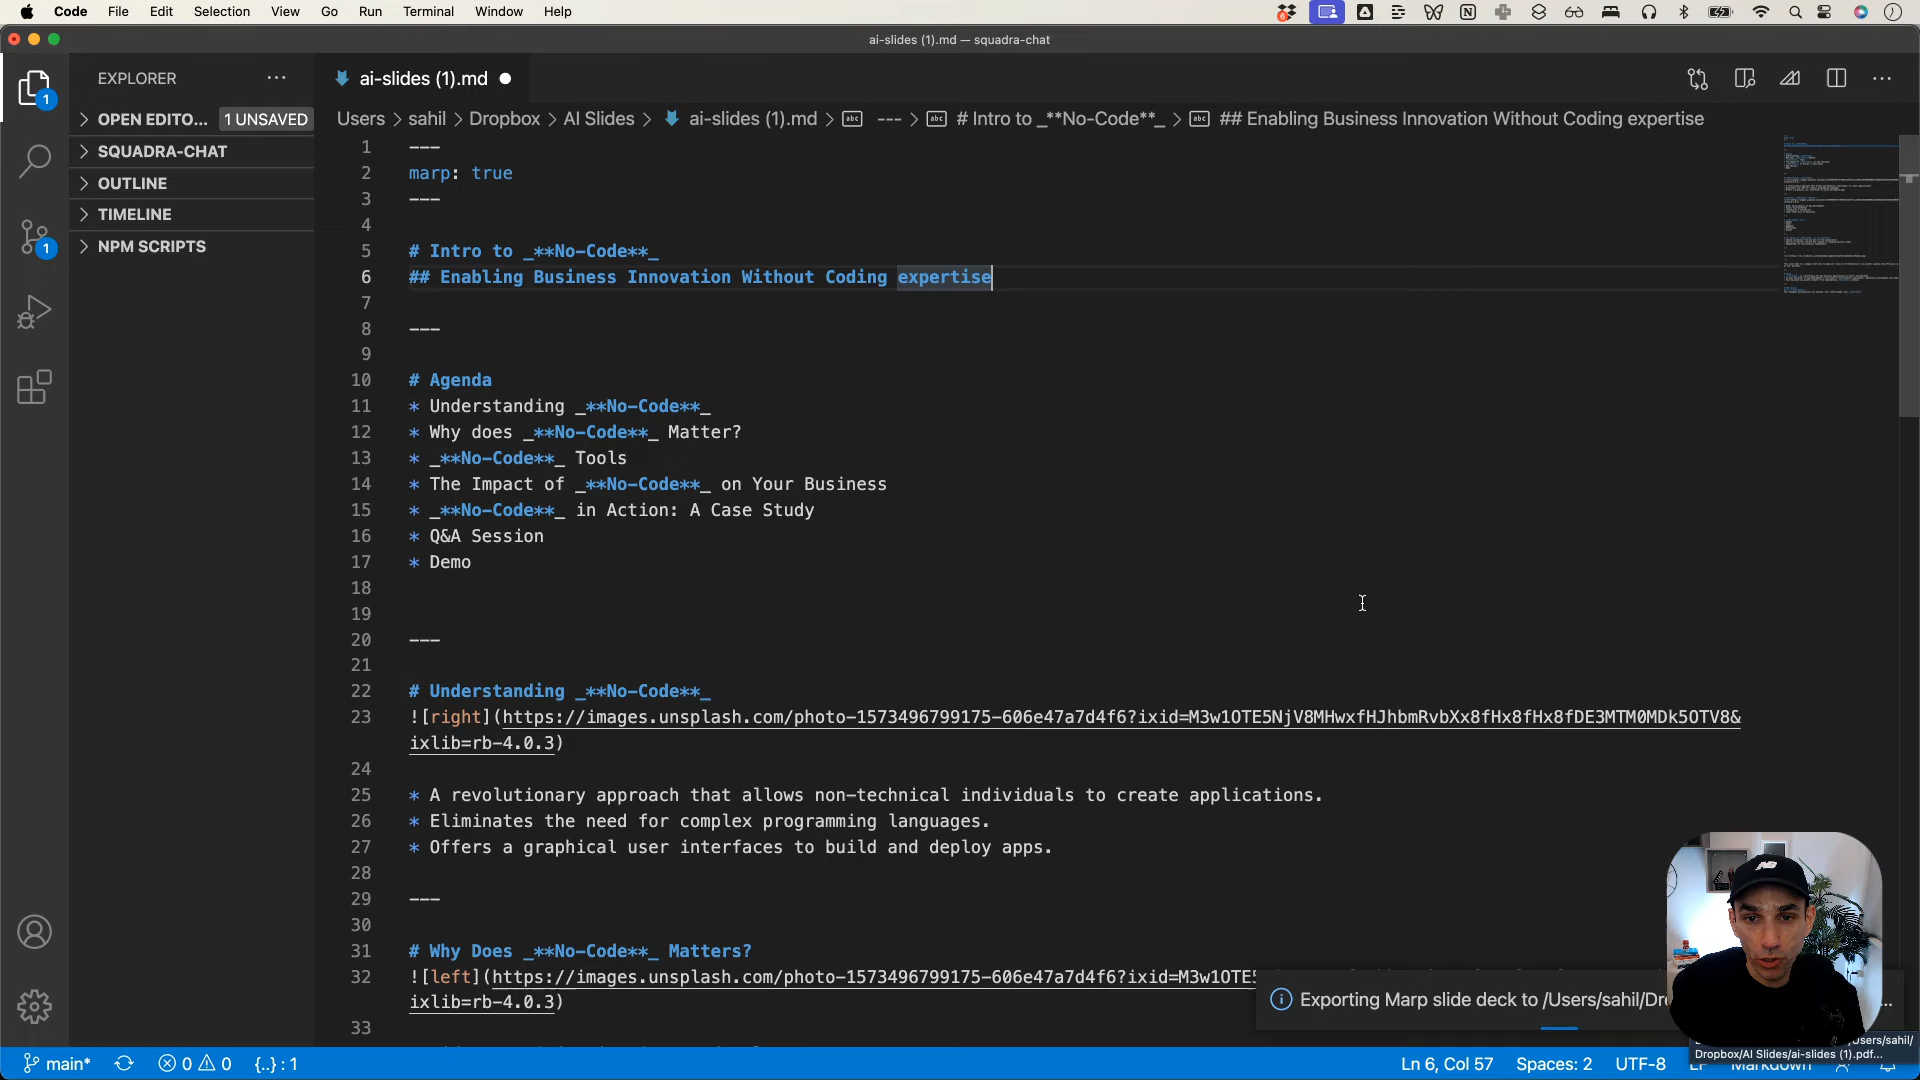 Code File Edit Selection View Go Run Terminal Window Help
ai-slides (1).md — squadra-chat
EXPLORER
ai-slides (1).md
OPEN EDITO... 1 UNSAVED
SQUADRA-CHAT
OUTLINE
TIMELINE
NPM SCRIPTS
1
1
Users > sahil > Dropbox > AI Slides > ai-slides (1).md > --- > # Intro to _**No-Code**_ > ## Enabling Business Innovation Without Coding expertise
1 ---
2 marp: true
3 ---
4
5 # Intro to _**No-Code**_
6 ## Enabling Business Innovation Without Coding expertise
7
8 ---
9
10 # Agenda
11 * Understanding _**No-Code**_
12 * Why does _**No-Code**_ Matter?
13 * _**No-Code**_ Tools
14 * The Impact of _**No-Code**_ on Your Business
15 * _**No-Code**_ in Action: A Case Study
16 * Q&A Session
17 * Demo
18
19
20 ---
21
22 # Understanding _**No-Code**_
23 ![right](https://images.unsplash.com/photo-1573496799175-606e47a7d4f6?ixid=M3w1OTE5NjV8MHwxfHJhbmRvbXx8fHx8fHx8fDE3MTM0MDk5OTV8&
ixlib=rb-4.0.3)
24
25 * A revolutionary approach that allows non-technical individuals to create applications.
26 * Eliminates the need for complex programming languages.
27 * Offers a graphical user interfaces to build and deploy apps.
28
29 ---
30
31 # Why Does _**No-Code**_ Matters?
32 ![left](https://images.unsplash.com/photo-1573496799175-606e47a7d4f6?ixid=M3w1OTE5
ixlib=rb-4.0.3)
33
Exporting Marp slide deck to /Users/sahil/Dro
...
Users/sahil/
Dropbox/AI Slides/ai-slides (1).pdf...
main* 0 0 {..} : 1
Ln 6, Col 57 Spaces: 2 UTF-8 LF Markdown